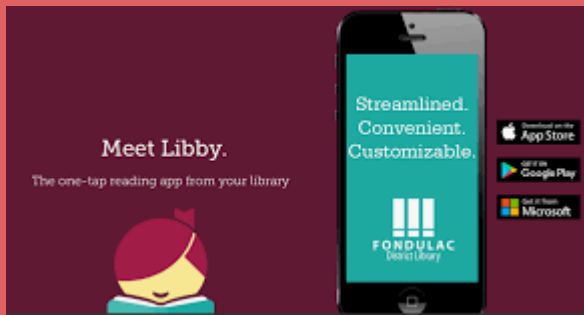 Meet Libby.
The one-tap reading app from your library
Streamlined.
Convenient.
Customizable.
FONDULAC
District Library
Download on the
App Store
GET IT ON
Google Play
Get it from
Microsoft